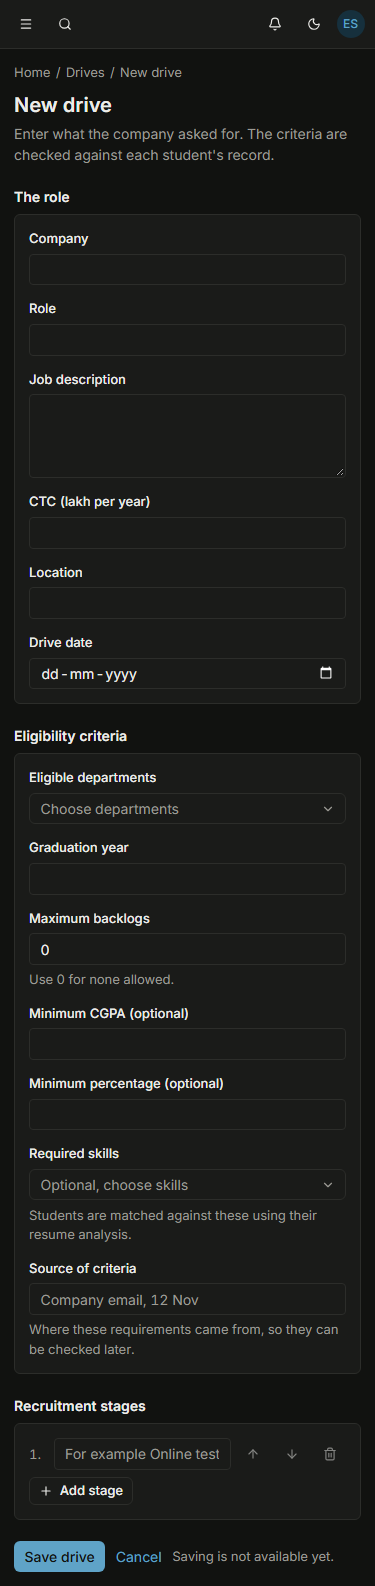 ES
Home / Drives / New drive
New drive
Enter what the company asked for. The criteria are
checked against each student's record.
The role
Company
Role
Job description
CTC (lakh per year)
Location
Drive date
dd-mm-yyyy
Eligibility criteria
Eligible departments
Choose departments
Graduation year
Maximum backlogs
0
Use 0 for none allowed.
Minimum CGPA (optional)
Minimum percentage (optional)
Required skills
Optional, choose skills
Students are matched against these using their
resume analysis.
Source of criteria
Company email, 12 Nov
Where these requirements came from, so they can
be checked later.
Recruitment stages
1. For example Online test
+ Add stage
Save drive Cancel Saving is not available yet.